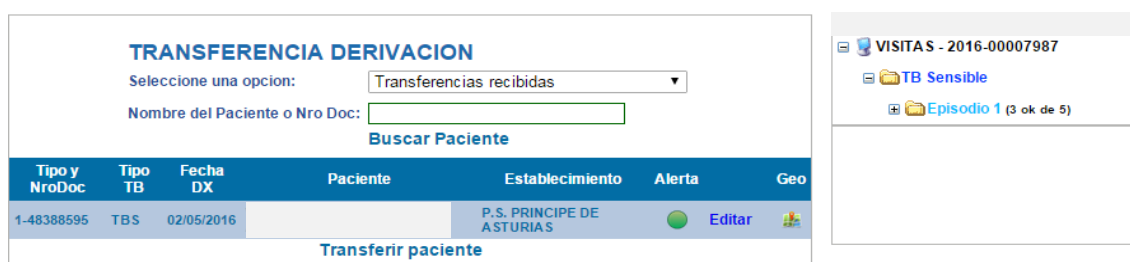 TRANSFERENCIA DERIVACION
Seleccione una opcion: Transferencias recibidas
Nombre del Paciente o Nro Doc:
Buscar Paciente
Tipo y NroDoc Tipo TB Fecha DX Paciente Establecimiento Alerta Geo
1-48388595 TBS 02/05/2016 P.S. PRINCIPE DE ASTURIAS Editar
Transferir paciente
VISITAS - 2016-00007987
TB Sensible
Episodio 1 (3 ok de 5)